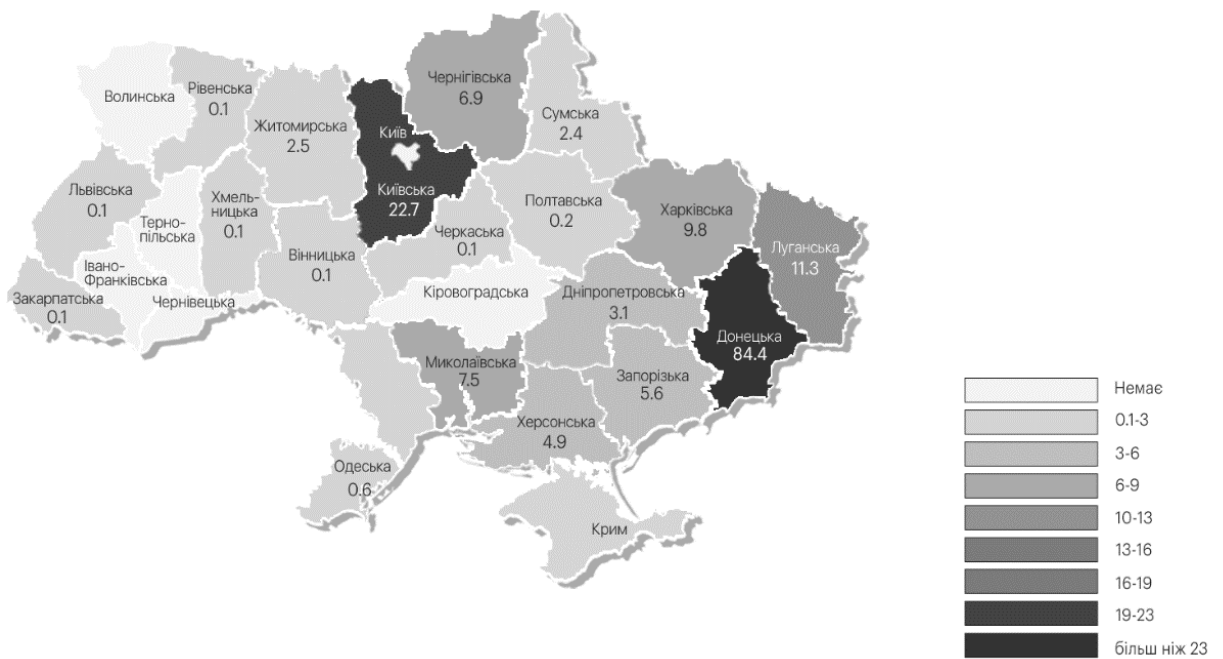 Чернігівська
6.9
Рівенська
0.1
Волинська
Сумська
2.4
Житомирська
2.5
Київ
Київська
22.7
Львівська
0.1
Хмель-
ницька
0.1
Терно-
пільська
Полтавська
0.2
Харківська
9.8
Черкаська
0.1
Луганська
11.3
Вінницька
0.1
Івано-
Франківська
Закарпатська
0.1
Чернівецька
Кіровоградська
Дніпропетровська
3.1
Донецька
84.4
Миколаївська
7.5
Запорізька
5.6
Херсонська
4.9
Одеська
0.6
Крим
Немає
0.1-3
3-6
6-9
10-13
13-16
16-19
19-23
більш ніж 23